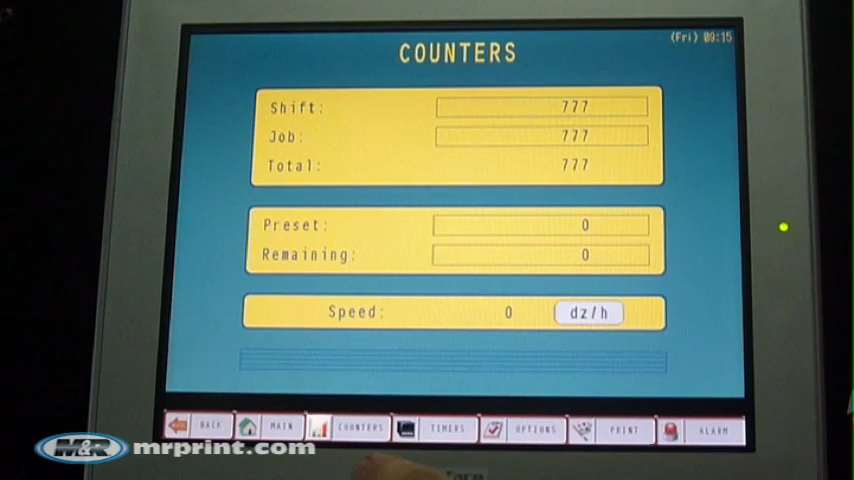 (Fri) 09:15
COUNTERS
Shift: 777
Job: 777
Total: 777
Preset: 0
Remaining: 0
Speed: 0 dz/h
BACK MAIN COUNTERS TIMERS OPTIONS PRINT ALARM
M&R mrprint.com